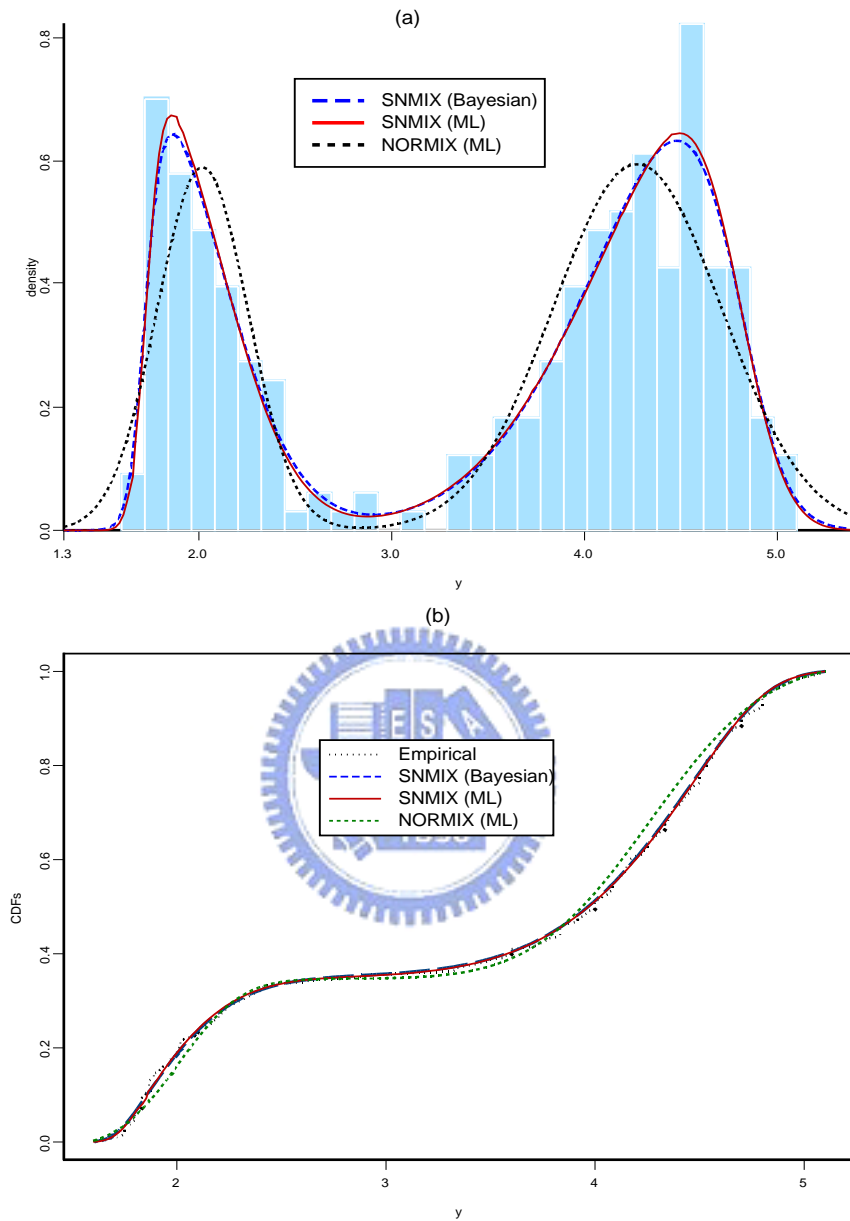 (a)
0.8
0.6
0.4
0.2
0.0
density
SNMIX (Bayesian)
SNMIX (ML)
NORMIX (ML)
1.3 2.0 3.0 4.0 5.0
y
(b)
1.0
0.8
0.6
0.4
0.2
0.0
CDFs
E S A
Empirical
SNMIX (Bayesian)
SNMIX (ML)
NORMIX (ML)
2 3 4 5
y